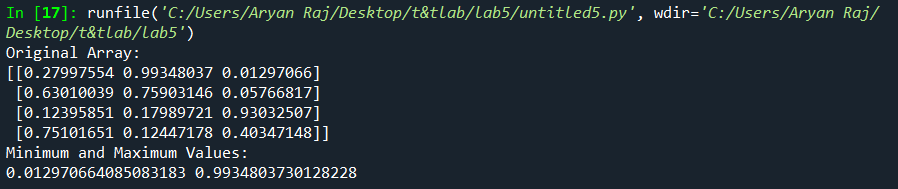 In [17]: runfile('C:/Users/Aryan Raj/Desktop/t&tlab/lab5/untitled5.py', wdir='C:/Users/Aryan Raj/
Desktop/t&tlab/lab5')
Original Array:
[[0.27997554 0.99348037 0.01297066]
 [0.63010039 0.75903146 0.05766817]
 [0.12395851 0.17989721 0.93032507]
 [0.75101651 0.12447178 0.40347148]]
Minimum and Maximum Values:
0.012970664085083183 0.9934803730128228